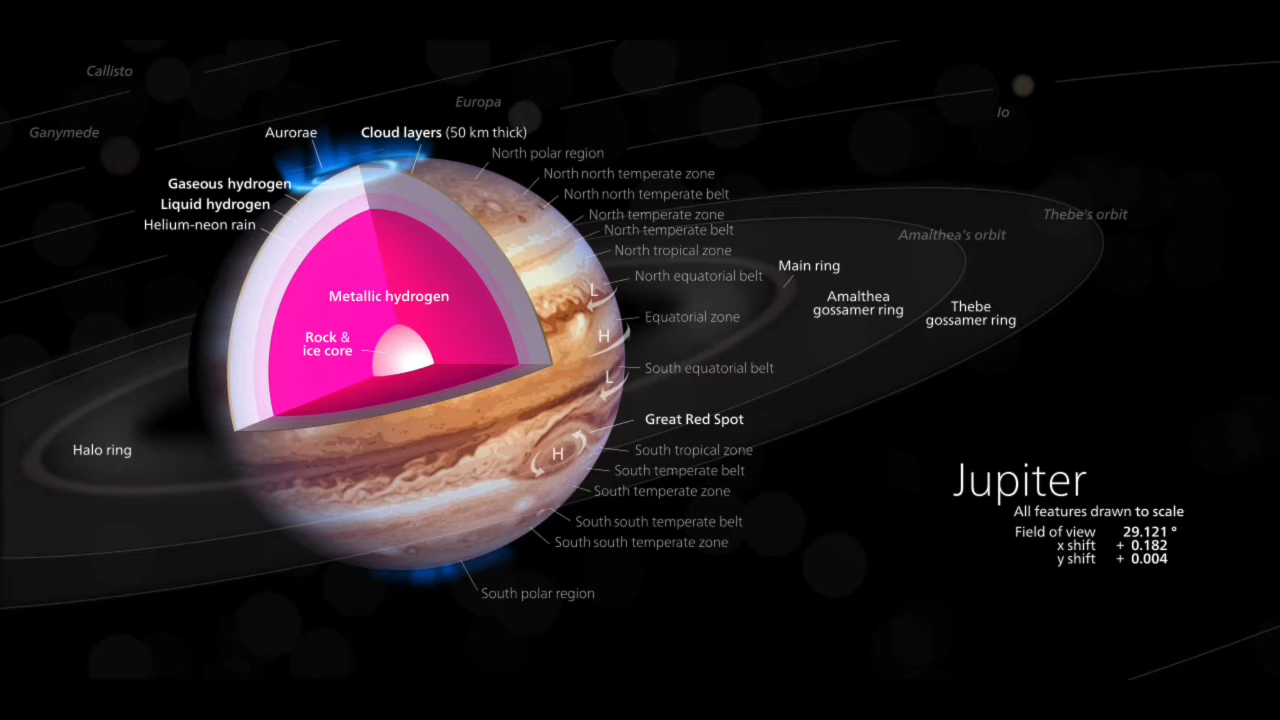 Callisto
Europa
Io
Ganymede
Aurorae
Cloud layers (50 km thick)
North polar region
North north temperate zone
Gaseous hydrogen
North north temperate belt
Liquid hydrogen
North temperate zone
Thebe's orbit
Helium-neon rain
North temperate belt
Amalthea's orbit
North tropical zone
Main ring
North equatorial belt
L
Metallic hydrogen
Amalthea
gossamer ring
Thebe
gossamer ring
Equatorial zone
H
Rock &
ice core
South equatorial belt
L
Great Red Spot
Halo ring
H
South tropical zone
South temperate belt
South temperate zone
Jupiter
All features drawn to scale
South south temperate belt
Field of view 29.121 °
South south temperate zone
x shift + 0.182
y shift + 0.004
South polar region